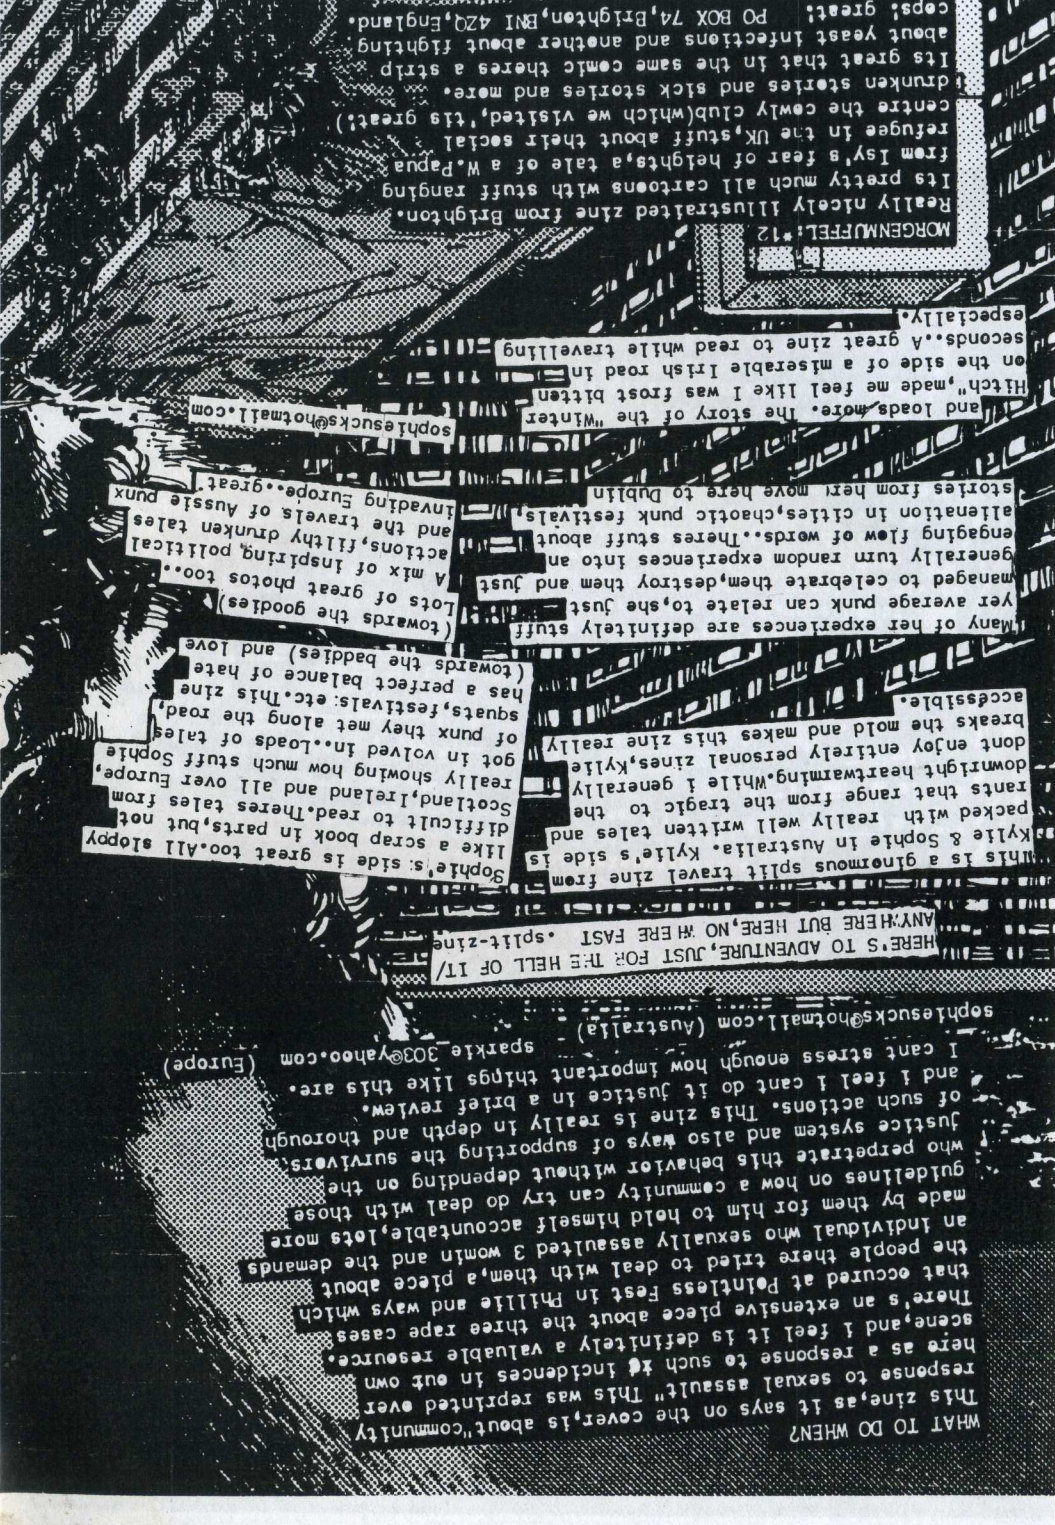 WHAT TO DO WHEN?
This zine,as it says on the cover,is about"community
response to sexual assault" This was reprinted over
here as a response to such incidences in out own
scene,and i feel it is definitely a valuable resource.
There's an extensive piece about the three rape cases
that occured at Pointless Fest in Phillie and ways which
the people there tried to deal with them,a piece about
an individual who sexually assaulted 3 womin and the demands
made by them for him to hold himself accountable,lots more
guidelines on how a community can try do deal with those
who perpetrate this behavior without depending on the
justice system and also ways of supporting the survivors
of such actions. This zine is really in depth and thorough
and i feel i cant do it justice in a brief review.
I cant stress enough how important things like this are.
sparkie_303@yahoo.com (Europe)
sophiesucks@hotmail.com (Australia)
HERE'S TO ADVENTURE,JUST FOR THE HELL OF IT/
ANYWHERE BUT HERE,NO WHERE FAST .split-zine
This is a ginormous split travel zine from
Kylie & Sophie in Australia. Kylie's side is
packed with really well written tales and
rants that range from the tragic to the
downright heartwarming.While i generally
dont enjoy entirely personal zines,Kylie
breaks the mold and makes this zine really
accessible.
Many of her experiences are definitely stuff
yer average punk can relate to,she just
managed to celebrate them,destroy them and just
generally turn random experiences into an
engaging flow of words..Theres stuff about
alienation in cities,chaotic punk festivals,
stories from her move here to Dublin
and loads more. The story of the "Winter
Hitch",made me feel like I was frost bitten
on the side of a miserable Irish road in
seconds..A great zine to read while travelling
especially.
Sophie's side is great too.All sloppy
like a scrap book in parts,but not
difficult to read.Theres tales from
Scotland,Ireland and all over Europe,
really showing how much stuff Sophie
got in volved in..Loads of tales
of punx they met along the road,
squats,festivals etc.This zine
has a perfect balance of hate
(towards the baddies) and love
(towards the goodies)
Lots of great photos too..
A mix of inspiring political
actions,filthy drunken tales
and the travels of Aussie punx
invading Europe..great.
sophiesucks@hotmail.com
MORGENMUFFEL:*12
Really nicely illustraited zine from Brighton.
Its pretty much all cartoons with stuff ranging
from Isy's fear of heights,a tale of a W.Papua
refugee in the UK,stuff about their social
centre the cowly club(which we visited,'tis great!)
drunken stories and sick stories and more.
Its great that in the same comic theres a strip
about yeast infections and another about fighting
cops; great; PO BOX 74,Brighton,BN1 4ZQ,England.